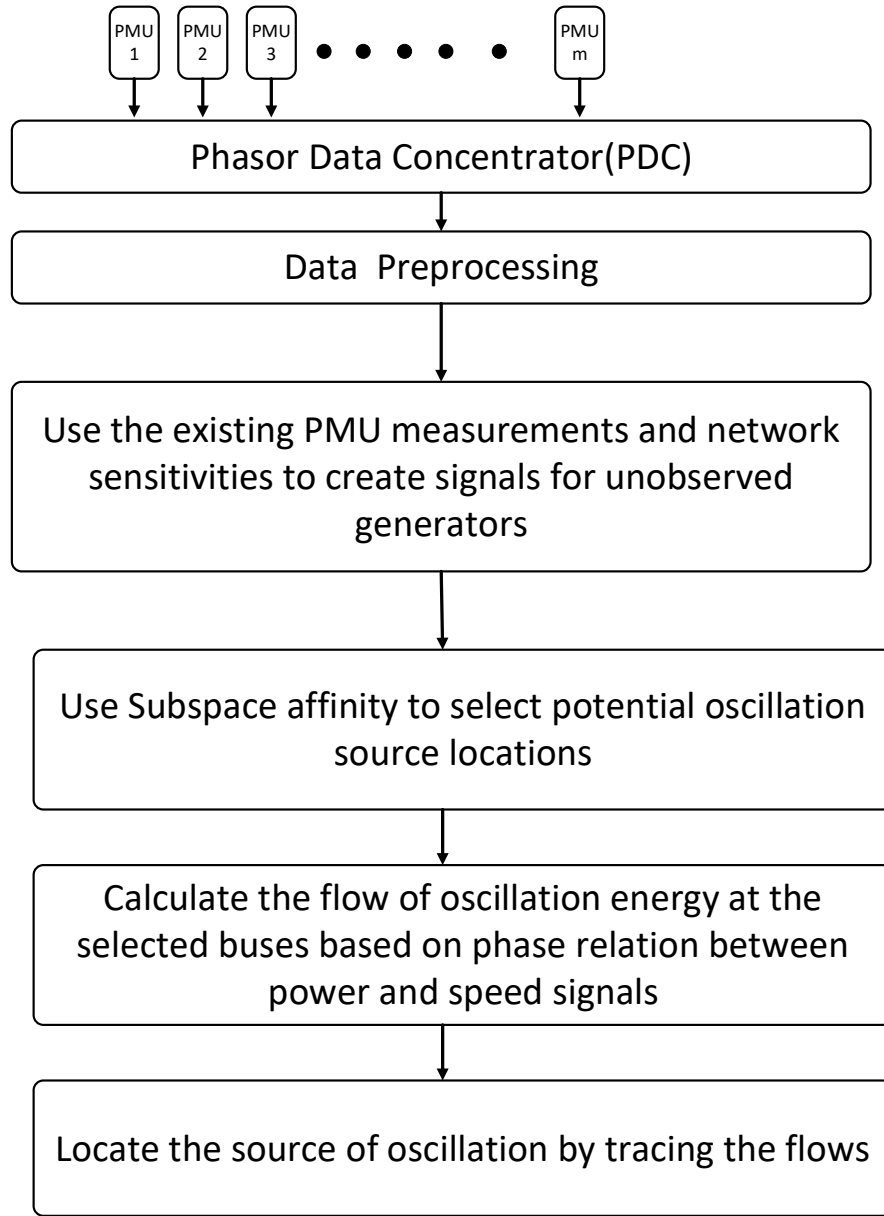 PMU
1
PMU
2
PMU
3
PMU
m
Phasor Data Concentrator(PDC)
Data  Preprocessing
Use the existing PMU measurements and network
sensitivities to create signals for unobserved
generators
Use Subspace affinity to select potential oscillation
source locations
Calculate the flow of oscillation energy at the
selected buses based on phase relation between
power and speed signals
Locate the source of oscillation by tracing the flows